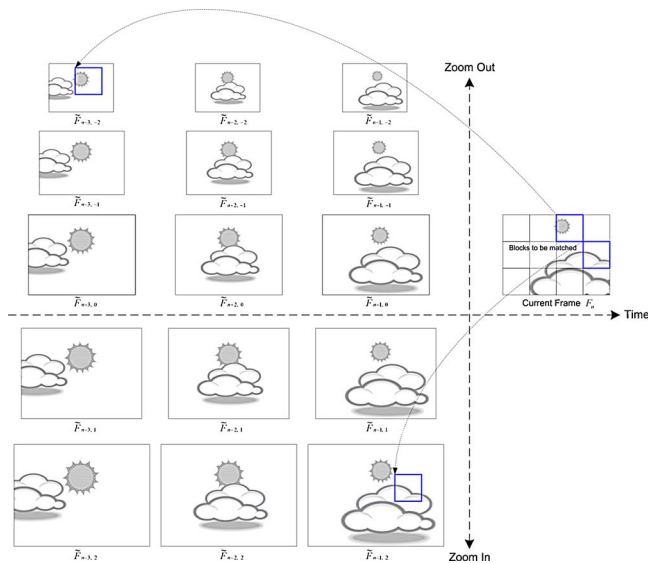 Zoom Out
F̃ n-3, -2
F̃ n-2, -2
F̃ n-1, -2
F̃ n-3, -1
F̃ n-2, -1
F̃ n-1, -1
Blocks to be matched
F̃ n-3, 0
F̃ n-2, 0
F̃ n-1, 0
Current Frame F n
Time
F̃ n-3, 1
F̃ n-2, 1
F̃ n-1, 1
F̃ n-3, 2
F̃ n-2, 2
F̃ n-1, 2
Zoom In